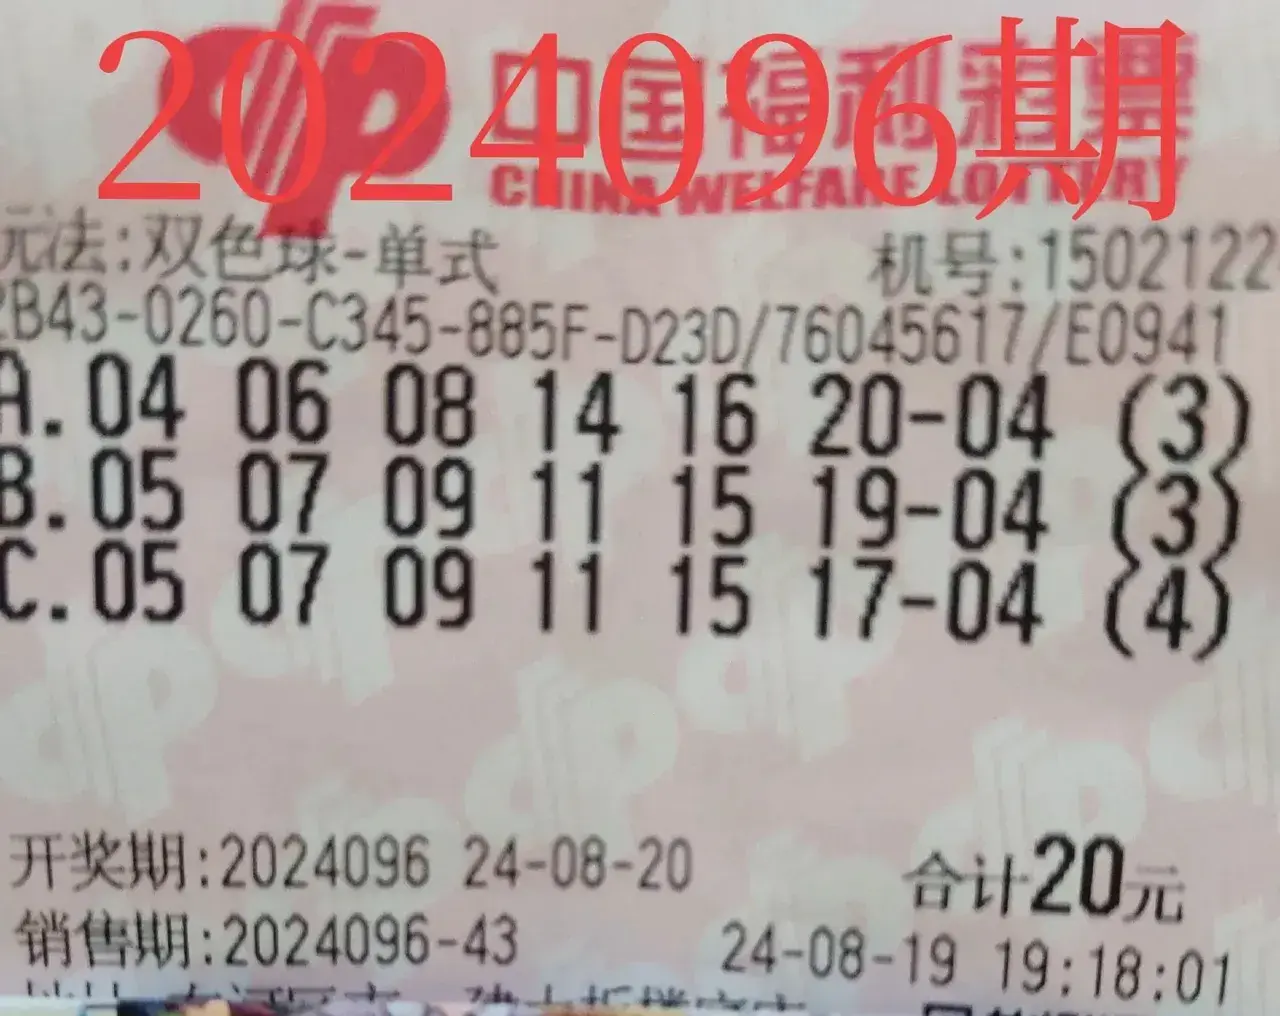 2024096期
中国福利彩票
CHINA WELFARE LOTTERY
玩法:双色球-单式 机号:1502122
2B43-0260-C345-885F-D23D/76045617/E0941
A.04 06 08 14 16 20-04 (3)
B.05 07 09 11 15 19-04 (3)
C.05 07 09 11 15 17-04 (4)
开奖期:2024096 24-08-20 合计20元
销售期:2024096-43 24-08-19 19:18:01